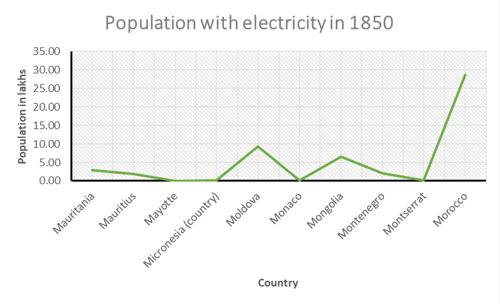 Population with electricity in 1850
35.00
30.00
25.00
20.00
15.00
10.00
5.00
0.00
Population in lakhs
Mauritania
Mauritius
Mayotte
Micronesia (country)
Moldova
Monaco
Mongolia
Montenegro
Montserrat
Morocco
Country